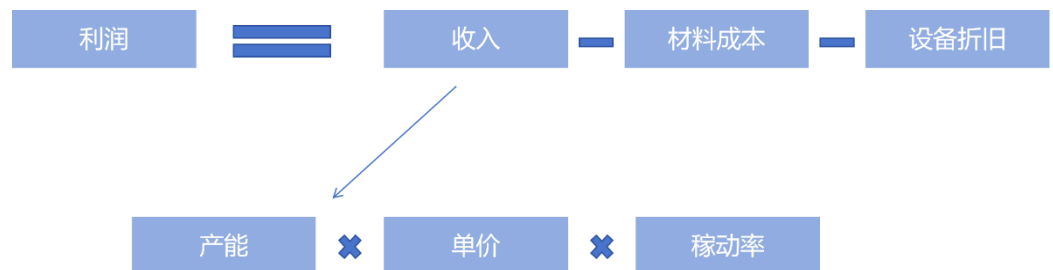 利润 = 收入 - 材料成本 - 设备折旧
产能 × 单价 × 稼动率